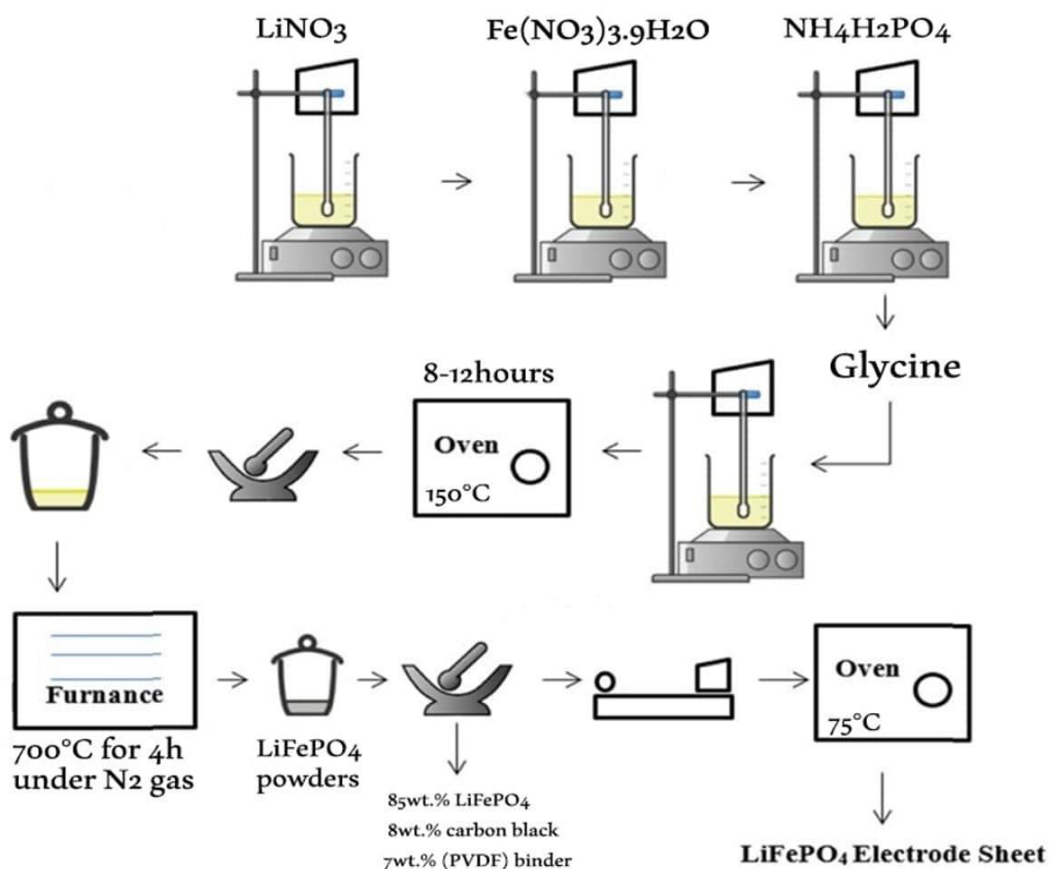 LiNO3
Fe(NO3)3.9H2O
NH4H2PO4
Glycine
8-12hours
Oven
150°C
Furnance
700°C for 4h
under N2 gas
LiFePO4
powders
85wt.% LiFePO4
8wt.% carbon black
7wt.% (PVDF) binder
Oven
75°C
LiFePO4 Electrode Sheet